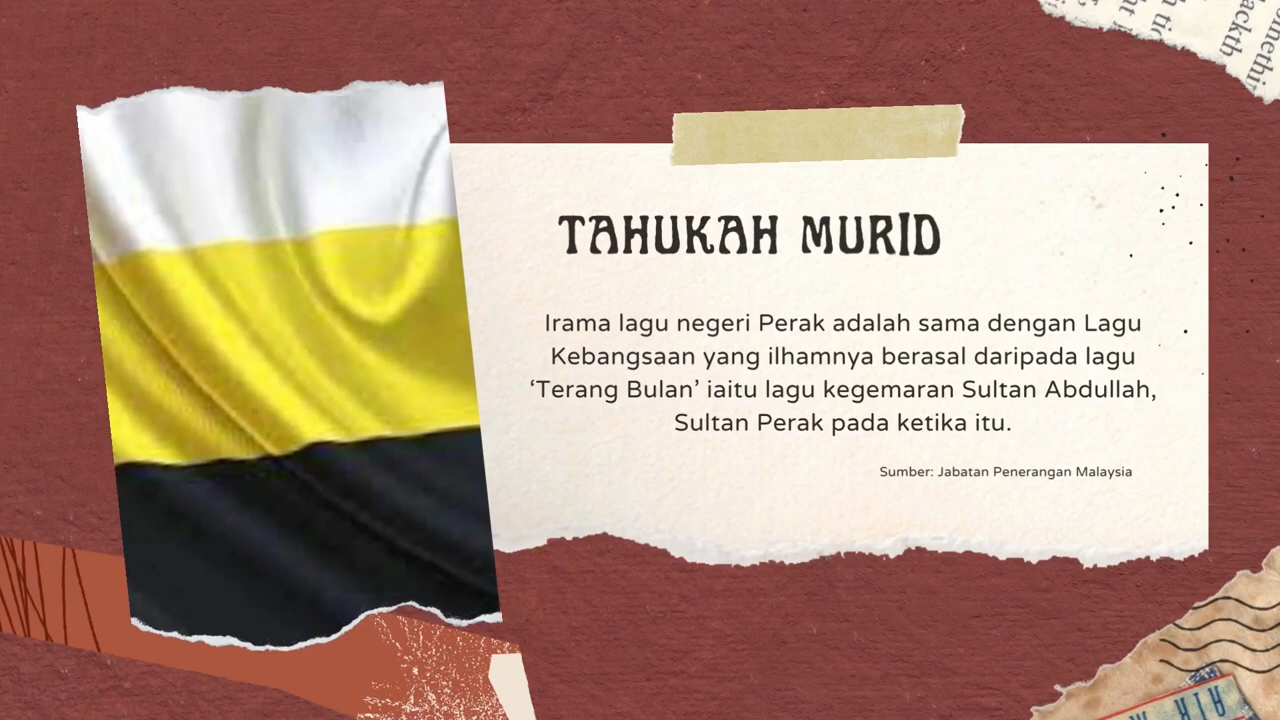 TAHUKAH MURID
Irama lagu negeri Perak adalah sama dengan Lagu
Kebangsaan yang ilhamnya berasal daripada lagu
‘Terang Bulan’ iaitu lagu kegemaran Sultan Abdullah,
Sultan Perak pada ketika itu.
Sumber: Jabatan Penerangan Malaysia